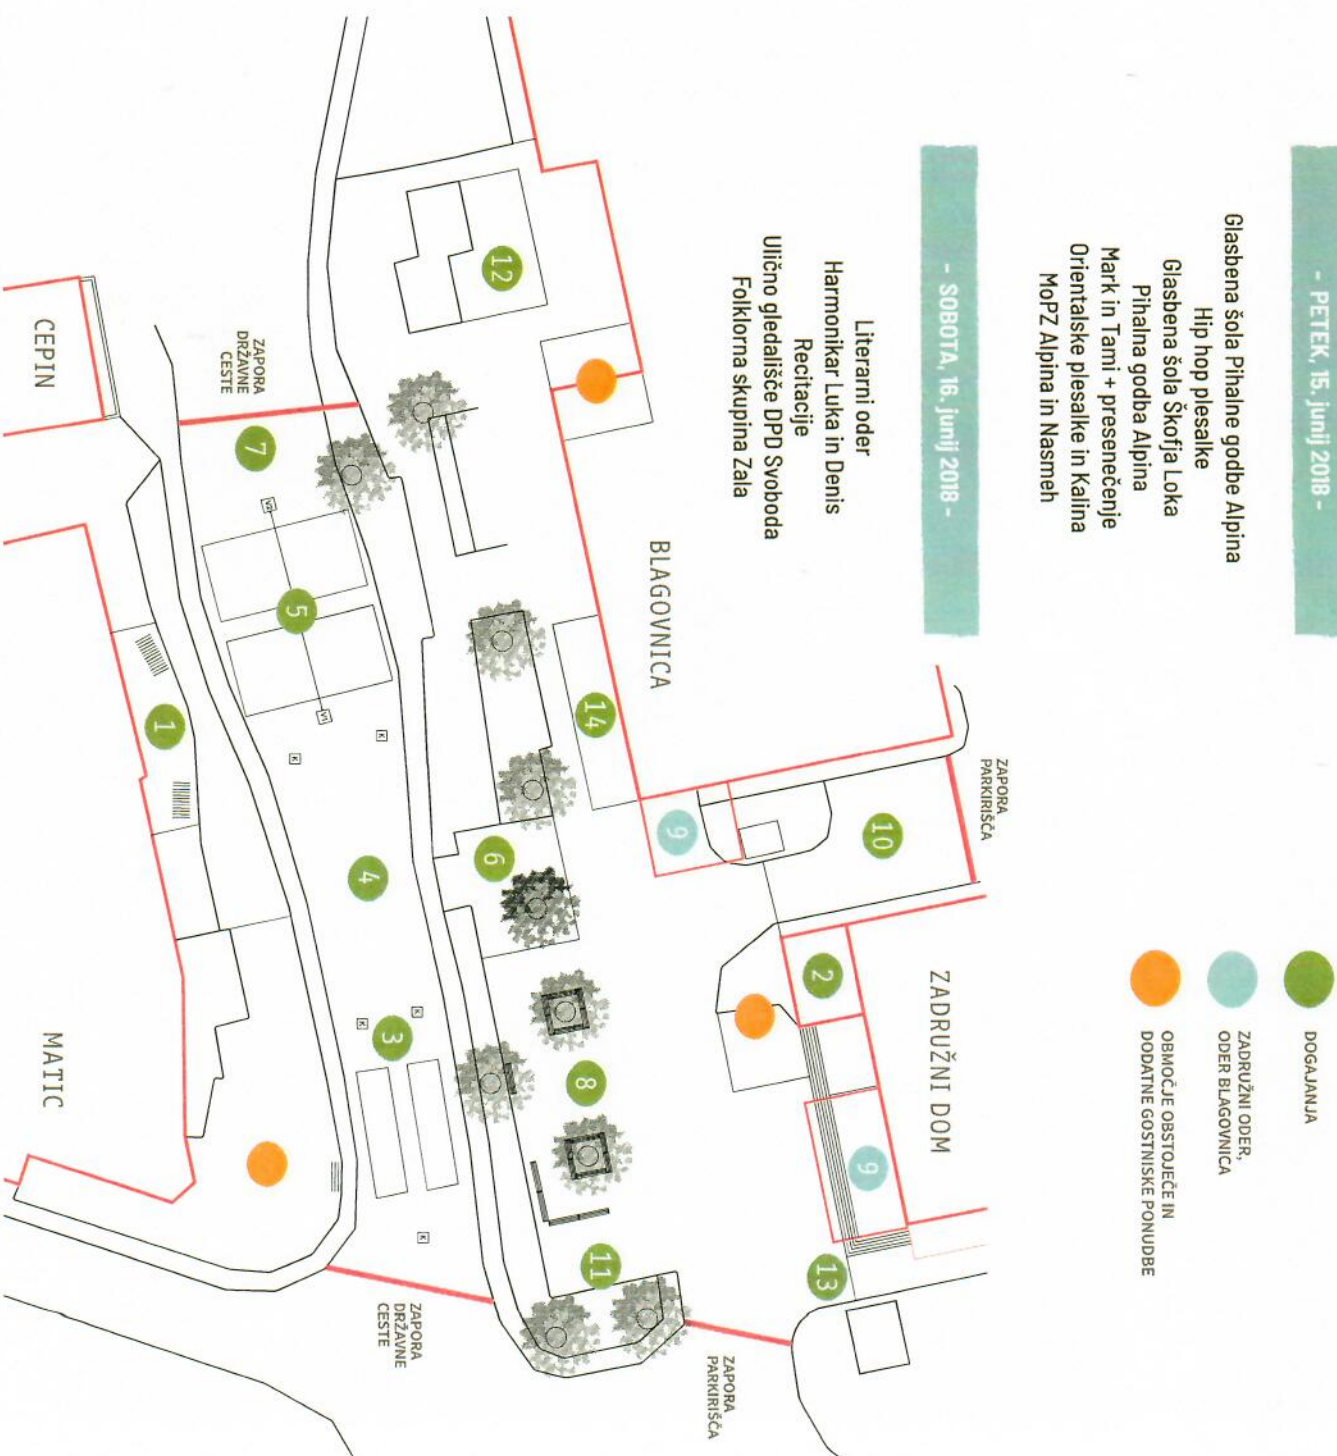 - PETEK, 15. junij 2018 -
Glasbena šola Pihalne godbe Alpina
Hip hop plesalke
Glasbena šola Škofja Loka
Pihalna godba Alpina
Mark in Tami + presenečenje
Orientalske plesalke in Kalina
MoPZ Alpina in Nasmeh
- SOBOTA, 16. junij 2018 -
Literarni oder
Harmonikar Luka in Denis
Recitacije
Ulično gledališče DPD Svoboda
Folklorna skupina Zala
DOGAJANJA
ZADRUŽNI ODER,
ODER BLAGOVNICA
OBMOČJE OBSTOJEČE IN
DODATNE GOSTNISKE PONUDBE
ZAPORA
PARKIRIŠČA
10
ZADRUŽNI DOM
2
9
13
BLAGOVNICA
9
14
12
6
8
11
ZAPORA
PARKIRIŠČA
ZAPORA
DRŽAVNE
CESTE
7
V2
5
V1
K
K
4
K
K
3
K
ZAPORA
DRŽAVNE
CESTE
1
CEPIN
MATIC